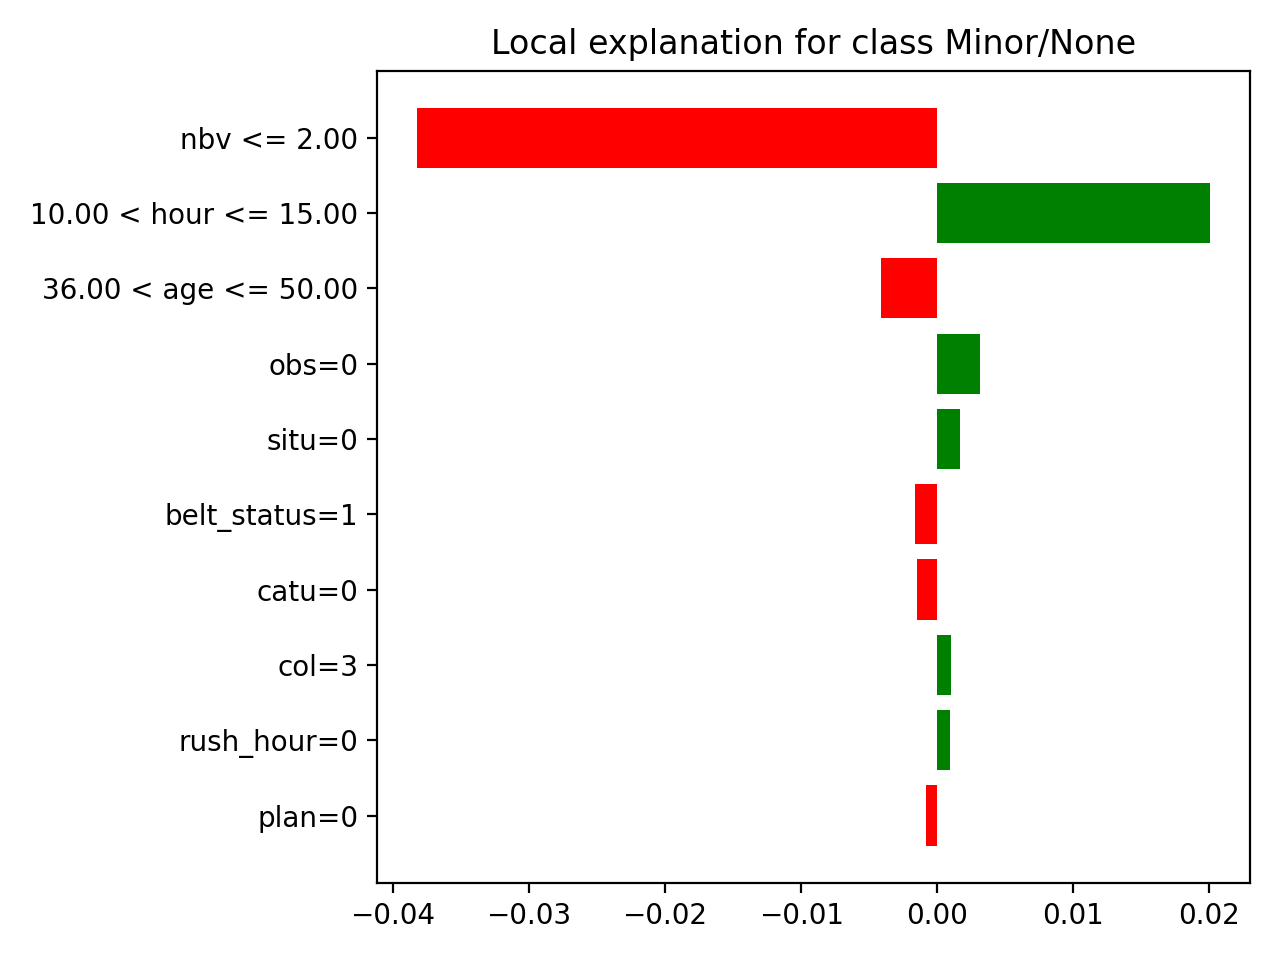 Local explanation for class Minor/None
nbv <= 2.00
10.00 < hour <= 15.00
36.00 < age <= 50.00
obs=0
situ=0
belt_status=1
catu=0
col=3
rush_hour=0
plan=0
−0.04 −0.03 −0.02 −0.01 0.00 0.01 0.02